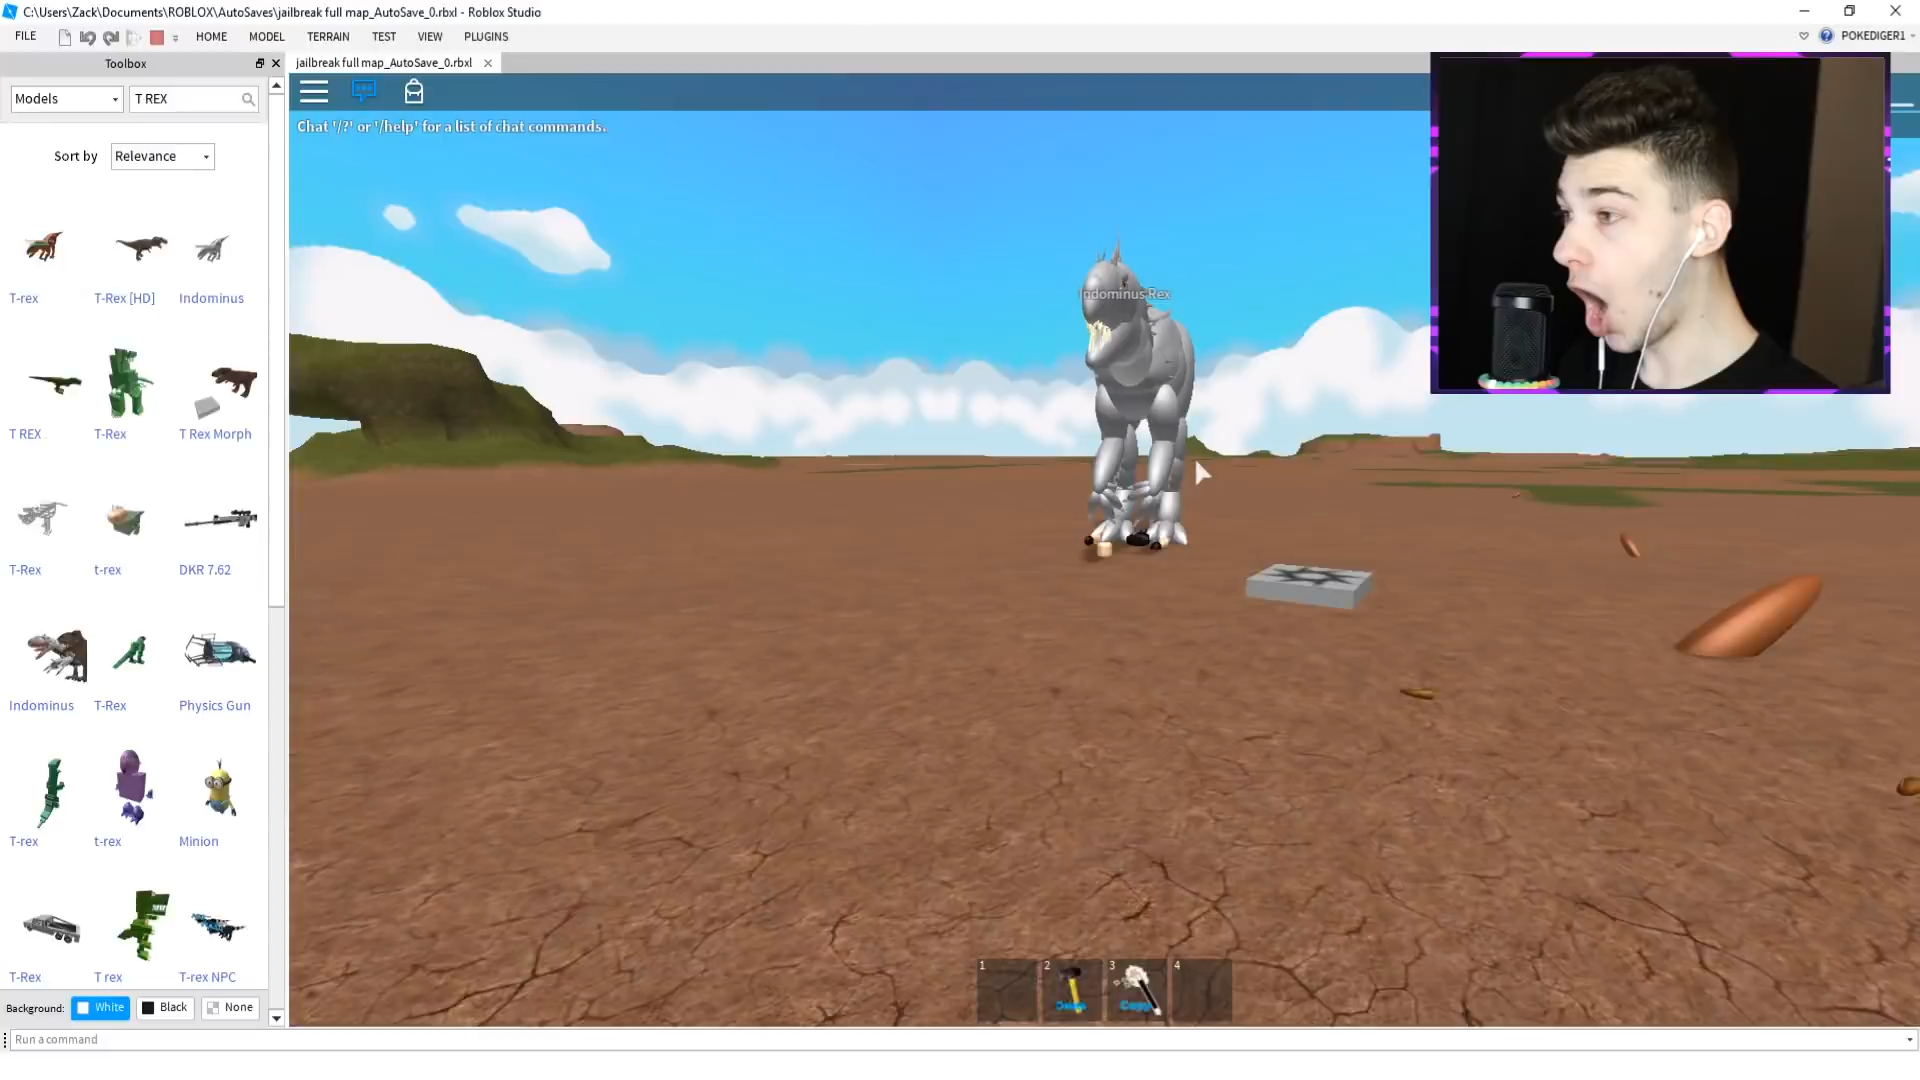 C:\Users\Zack\Documents\ROBLOX\AutoSaves\jailbreak full map_AutoSave_0.rbxl - Roblox Studio
FILE HOME MODEL TERRAIN TEST VIEW PLUGINS POKEDIGER1
Toolbox
jailbreak full map_AutoSave_0.rbxl
Models T REX
Chat '/?' or '/help' for a list of chat commands.
Sort by Relevance
Indominus Rex
T-rex T-Rex [HD] Indominus
T REX T-Rex T Rex Morph
T-Rex t-rex DKR 7.62
Indominus T-Rex Physics Gun
T-rex t-rex Minion
T-Rex T rex T-rex NPC
1 2 3 4
Copy
Background: White Black None
Run a command